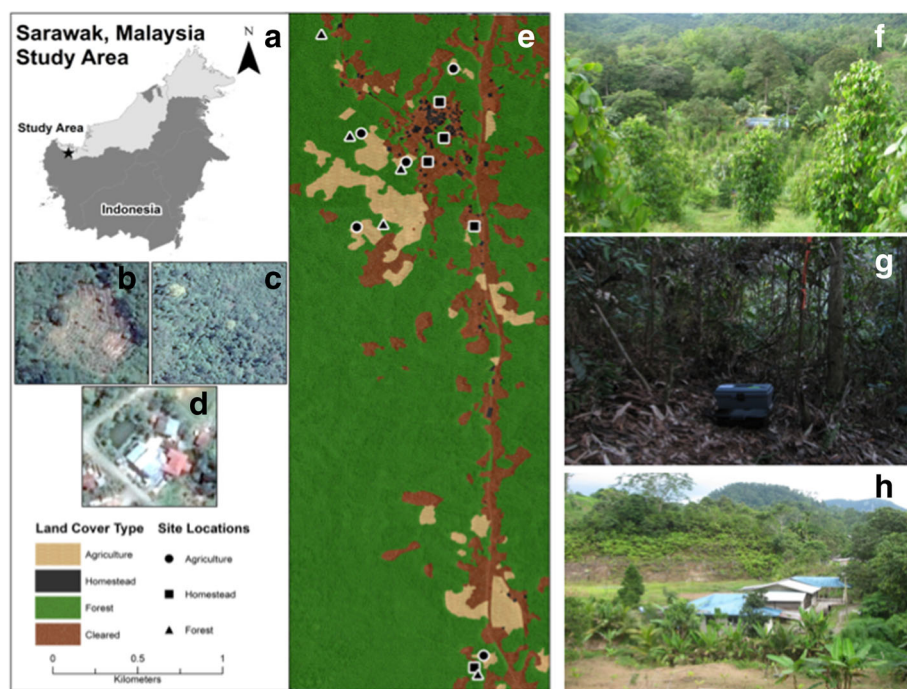 Sarawak, Malaysia
Study Area
a
N
Study Area
Indonesia
b
c
d
Land Cover Type
Agriculture
Homestead
Forest
Cleared
Site Locations
Agriculture
Homestead
Forest
0 0.5 1
Kilometers
e
f
g
h